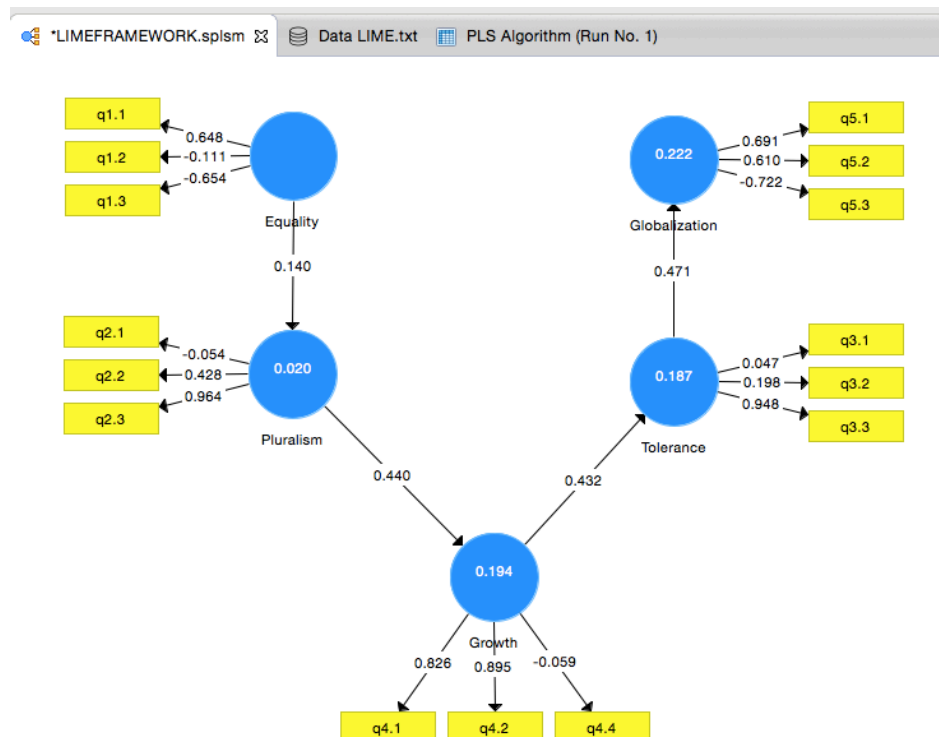 *LIMEFRAMEWORK.splsm
Data LIME.txt
PLS Algorithm (Run No. 1)
q1.1
q1.2
q1.3
0.648
-0.111
-0.654
Equality
0.222
Globalization
0.691
0.610
-0.722
q5.1
q5.2
q5.3
0.140
0.471
q2.1
q2.2
q2.3
-0.054
0.428
0.964
0.020
Pluralism
0.187
Tolerance
0.047
0.198
0.948
q3.1
q3.2
q3.3
0.440
0.432
0.194
Growth
0.826
0.895
-0.059
q4.1
q4.2
q4.4